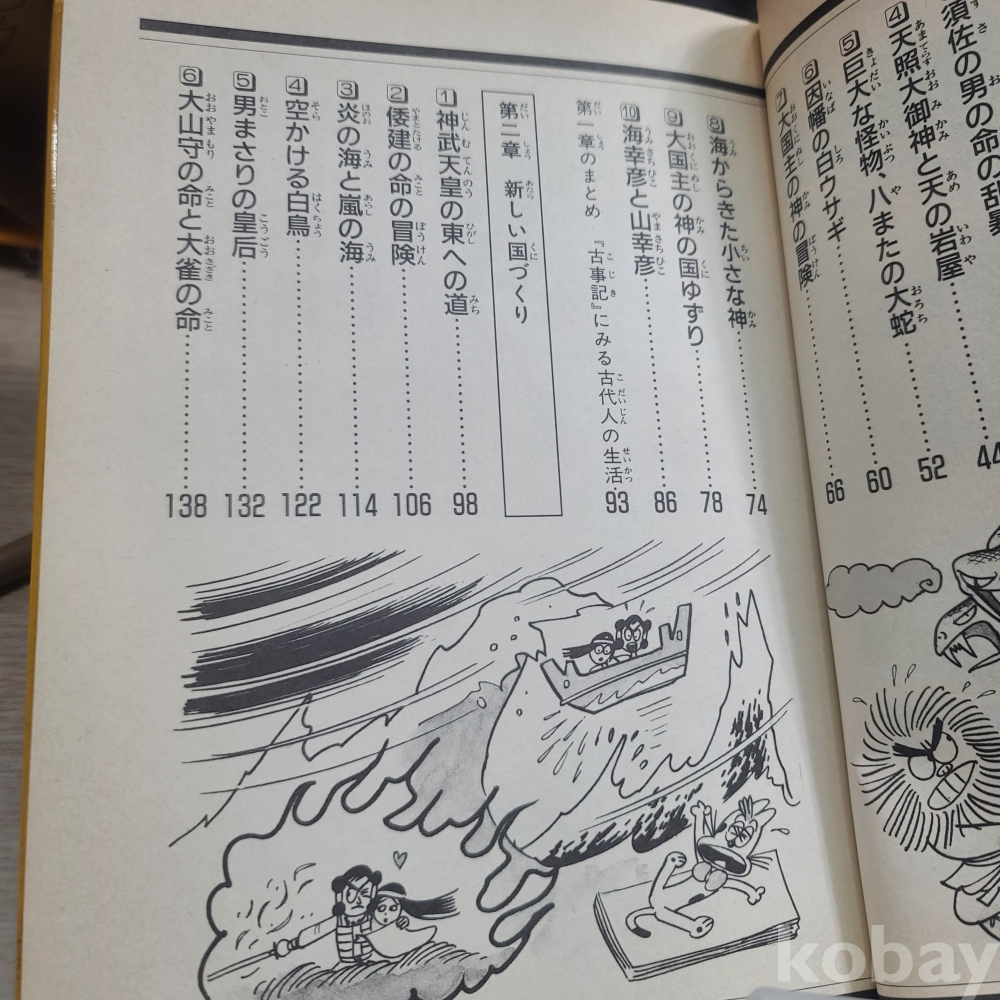 須佐の男の命の乱暴 44
4 天照大御神と天の岩屋 52
5 巨大な怪物、八またの大蛇 60
6 因幡の白ウサギ 66
7 大国主の神の冒険
8 海からきた小さな神 74
9 大国主の神の国ゆずり 78
10 海幸彦と山幸彦 86
第一章のまとめ 『古事記』にみる古代人の生活 93
第二章 新しい国づくり
1 神武天皇の東への道 98
2 倭建の命の冒険 106
3 炎の海と嵐の海 114
4 空かける白鳥 122
5 男まさりの皇后 132
6 大山守の命と大雀の命 138
kobay